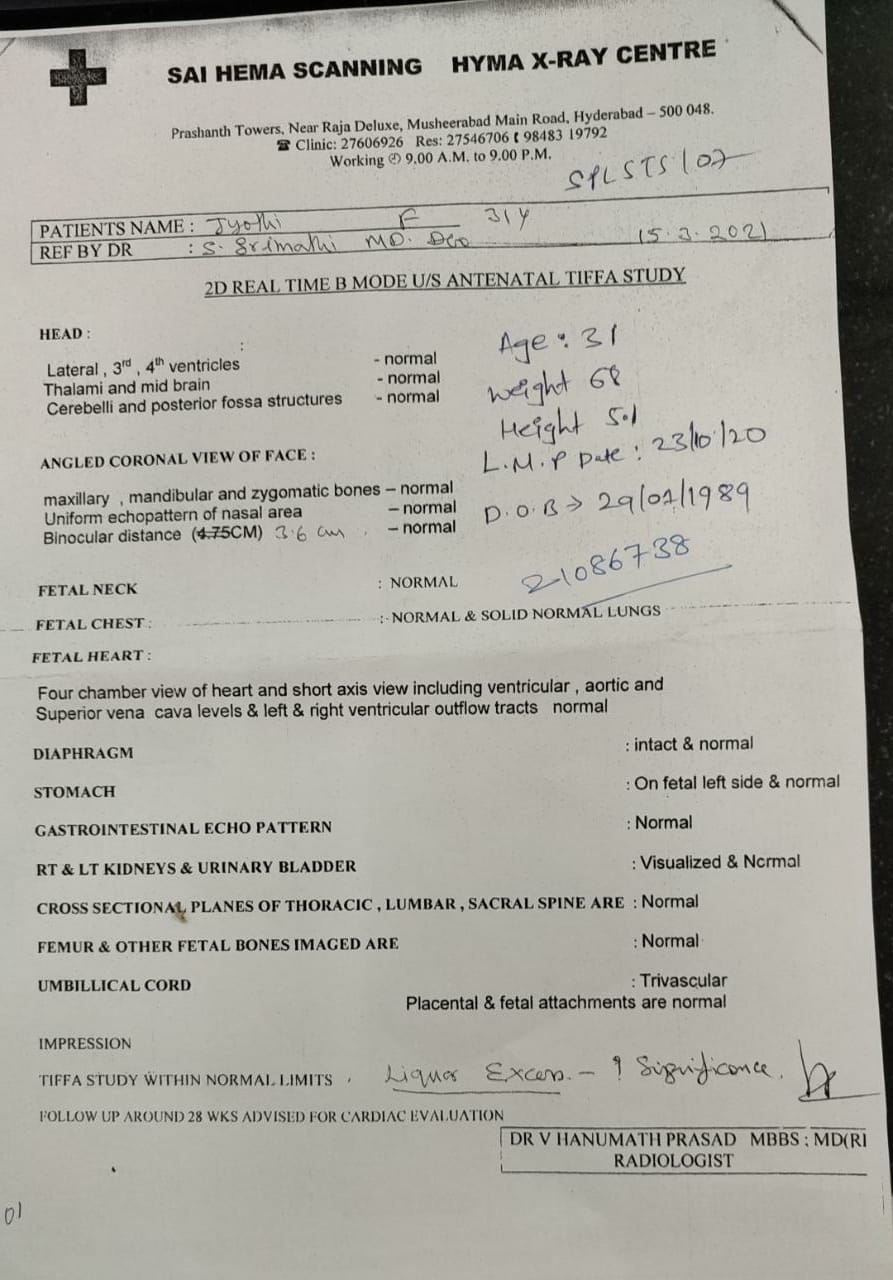 SAI HEMA SCANNING HYMA X-RAY CENTRE
Prashanth Towers, Near Raja Deluxe, Musheerabad Main Road, Hyderabad – 500 048.
☎ Clinic: 27606926 Res: 27546706 ✆ 98483 19792
Working 9.00 A.M. to 9.00 P.M.
SPLSTS/07
PATIENTS NAME : Jyothi F 31Y
REF BY DR : S. Srimathi MD. DGO 15.3.2021
2D REAL TIME B MODE U/S ANTENATAL TIFFA STUDY
HEAD :
:
Lateral , 3rd , 4th ventricles - normal
Thalami and mid brain - normal
Cerebelli and posterior fossa structures - normal
Age : 31
Weight 68
Height 5.1
L.M.P Date : 23/10/20
D.O.B → 29/01/1989
21086738
ANGLED CORONAL VIEW OF FACE :
maxillary , mandibular and zygomatic bones – normal
Uniform echopattern of nasal area – normal
Binocular distance (4.75CM) 3.6 cm . – normal
FETAL NECK : NORMAL
FETAL CHEST : : NORMAL & SOLID NORMAL LUNGS
FETAL HEART :
Four chamber view of heart and short axis view including ventricular , aortic and
Superior vena cava levels & left & right ventricular outflow tracts normal
DIAPHRAGM : intact & normal
STOMACH : On fetal left side & normal
GASTROINTESTINAL ECHO PATTERN : Normal
RT & LT KIDNEYS & URINARY BLADDER : Visualized & Normal
CROSS SECTIONAL PLANES OF THORACIC , LUMBAR , SACRAL SPINE ARE : Normal
FEMUR & OTHER FETAL BONES IMAGED ARE : Normal
UMBILLICAL CORD : Trivascular
Placental & fetal attachments are normal
IMPRESSION
TIFFA STUDY WITHIN NORMAL LIMITS , Liquor Excess. – ? Significance.
FOLLOW UP AROUND 28 WKS ADVISED FOR CARDIAC EVALUATION
DR V HANUMATH PRASAD MBBS ; MD(RI
RADIOLOGIST
01